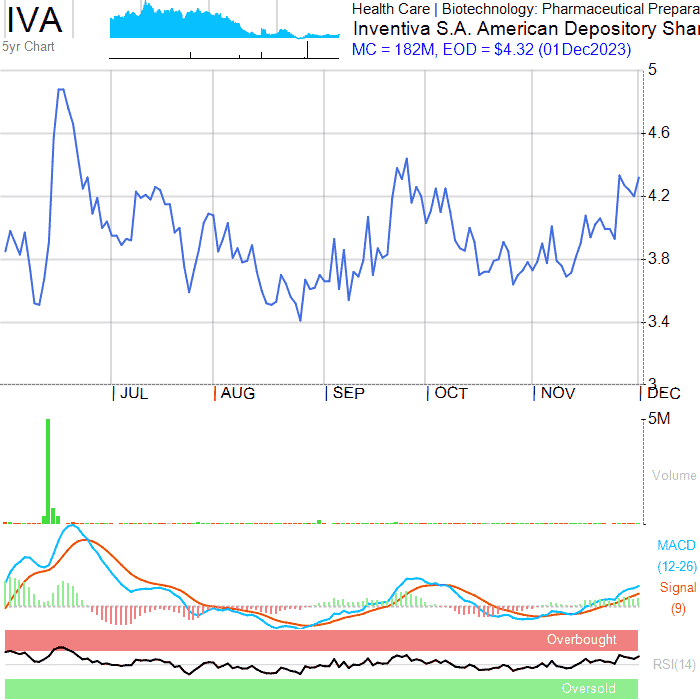 IVA
5yr Chart
Health Care | Biotechnology: Pharmaceutical Prepara
Inventiva S.A. American Depository Shar
MC = 182M, EOD = $4.32 (01Dec2023)
5
4.6
4.2
3.8
3.4
3
JUL AUG SEP OCT NOV DEC
5M
Volume
MACD
(12-26)
Signal
(9)
Overbought
RSI(14)
Oversold